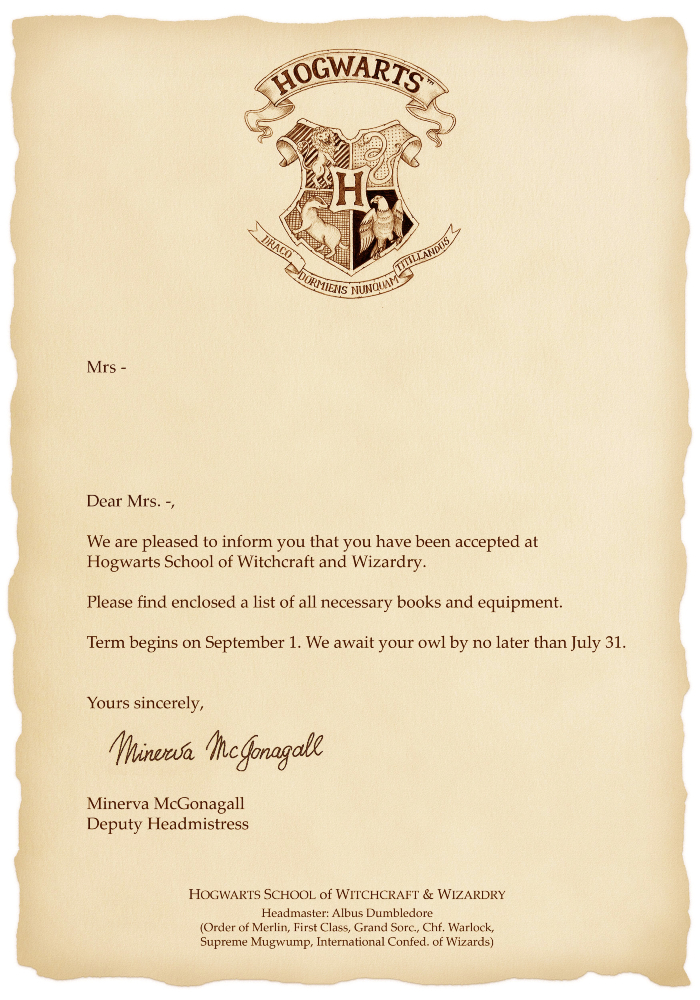 HOGWARTS™
H
DRACO DORMIENS NUNQUAM TITILLANDUS
Mrs -
Dear Mrs. -,
We are pleased to inform you that you have been accepted at
Hogwarts School of Witchcraft and Wizardry.
Please find enclosed a list of all necessary books and equipment.
Term begins on September 1. We await your owl by no later than July 31.
Yours sincerely,
Minerva McGonagall
Minerva McGonagall
Deputy Headmistress
HOGWARTS SCHOOL of WITCHCRAFT & WIZARDRY
Headmaster: Albus Dumbledore
(Order of Merlin, First Class, Grand Sorc., Chf. Warlock,
Supreme Mugwump, International Confed. of Wizards)